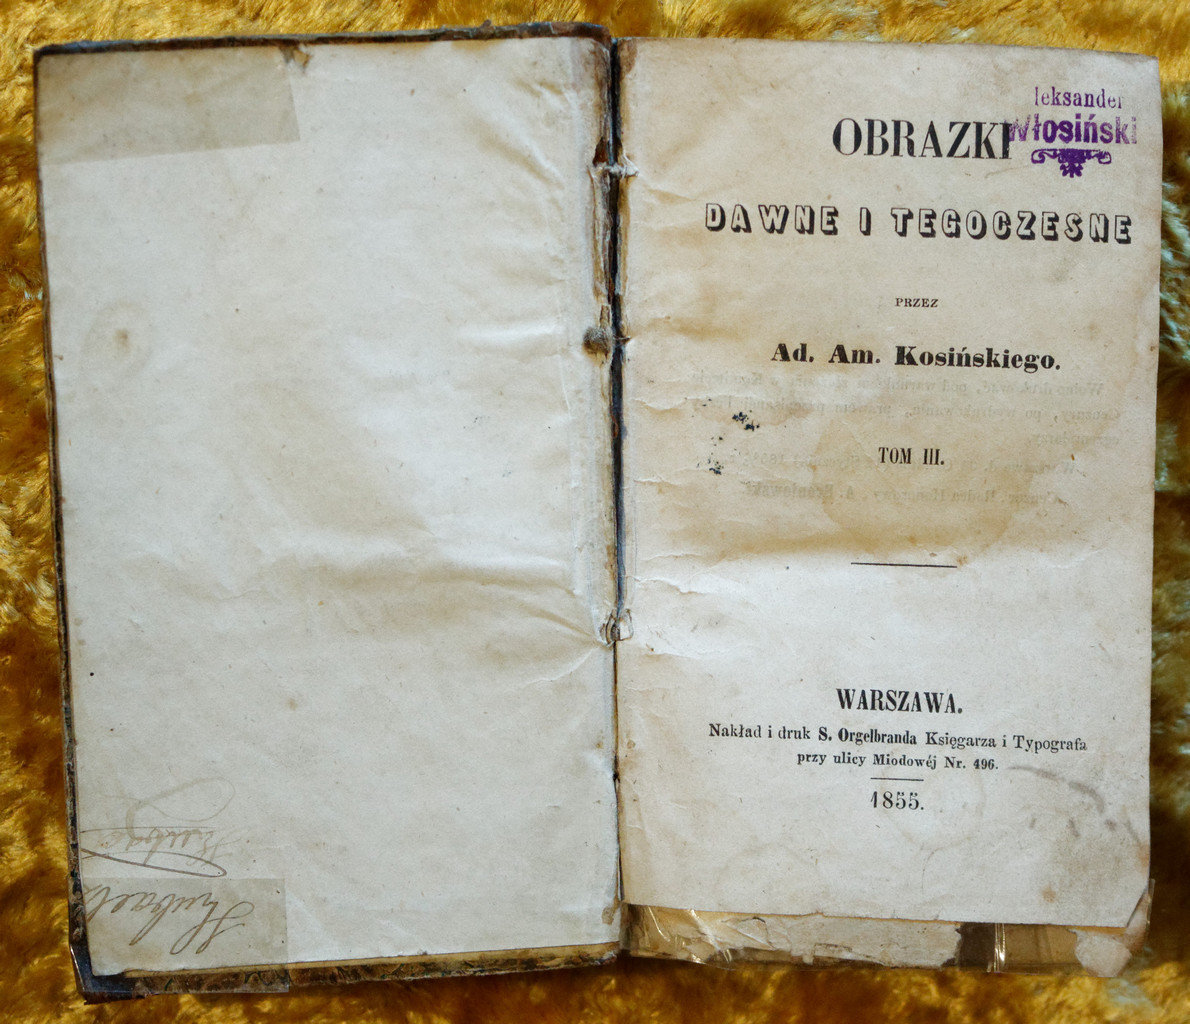 leksander
Włosiński
OBRAZKI
DAWNE I TEGOCZESNE
PRZEZ
Ad. Am. Kosińskiego.
TOM III.
WARSZAWA.
Nakład i druk S. Orgelbranda Księgarza i Typografa
przy ulicy Miodowéj Nr. 496.
1855.